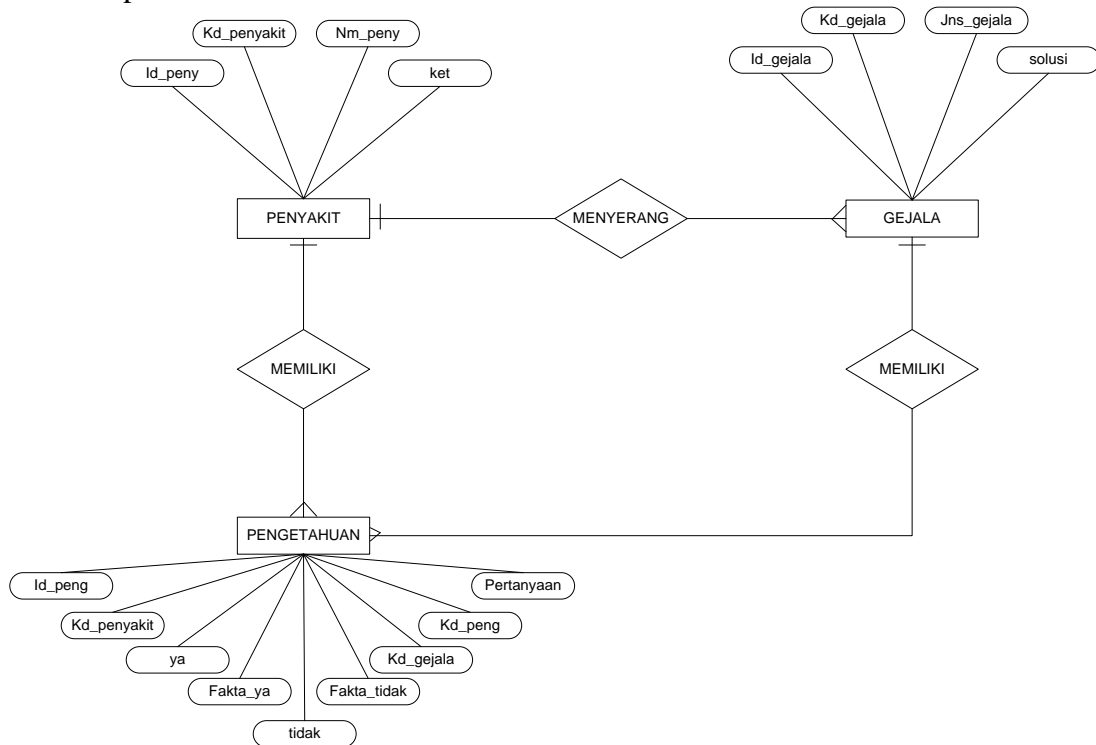 Kd_penyakit
Nm_peny
Id_peny
ket
Kd_gejala
Jns_gejala
Id_gejala
solusi
PENYAKIT
MENYERANG
GEJALA
MEMILIKI
MEMILIKI
PENGETAHUAN
Id_peng
Pertanyaan
Kd_penyakit
Kd_peng
ya
Kd_gejala
Fakta_ya
Fakta_tidak
tidak